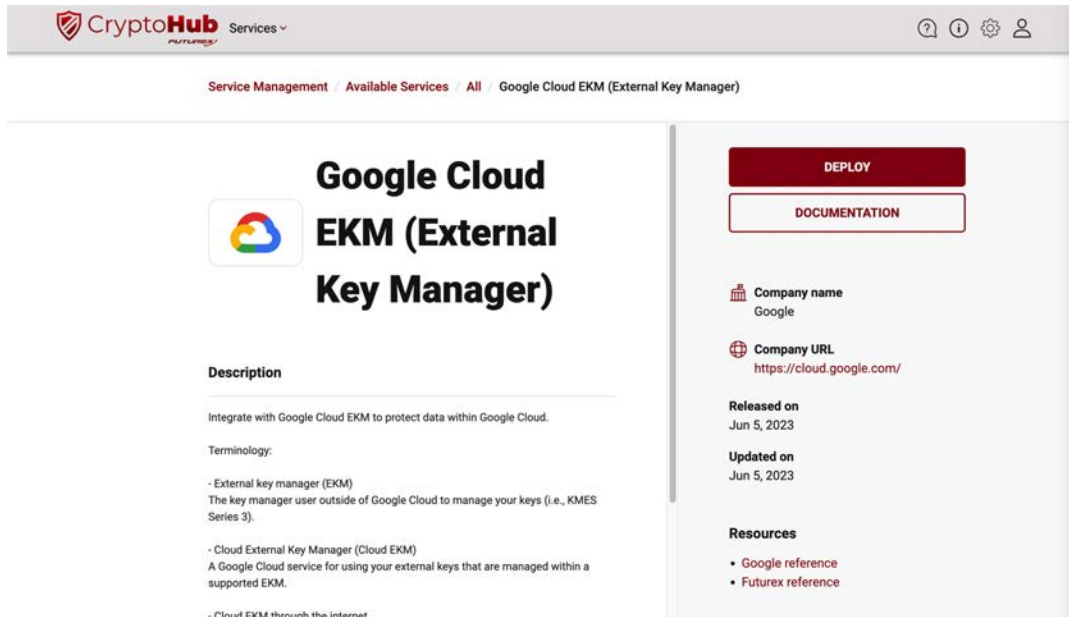 CryptoHub
FUTUREX
Services
Service Management / Available Services / All / Google Cloud EKM (External Key Manager)
Google Cloud
EKM (External
Key Manager)
Description
Integrate with Google Cloud EKM to protect data within Google Cloud.
Terminology:
- External key manager (EKM)
The key manager user outside of Google Cloud to manage your keys (i.e., KMES
Series 3).
- Cloud External Key Manager (Cloud EKM)
A Google Cloud service for using your external keys that are managed within a
supported EKM.
- Cloud EKM through the internet
DEPLOY
DOCUMENTATION
Company name
Google
Company URL
https://cloud.google.com/
Released on
Jun 5, 2023
Updated on
Jun 5, 2023
Resources
• Google reference
• Futurex reference